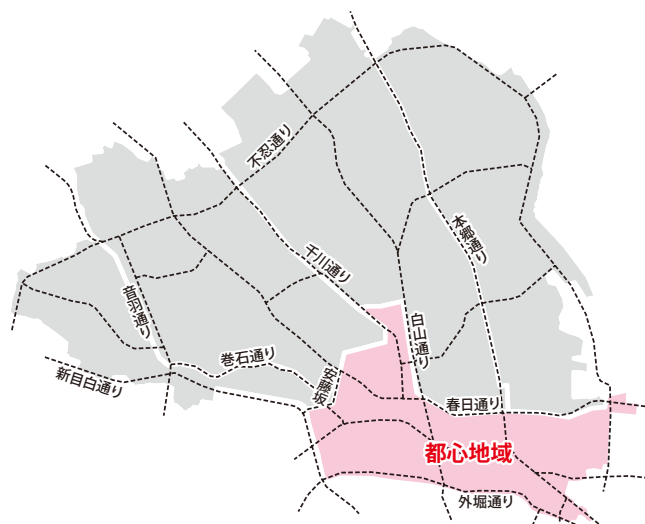 不忍通り
本郷通り
千川通り
音羽通り
白山通り
巻石通り
安藤坂
新目白通り
春日通り
都心地域
外堀通り